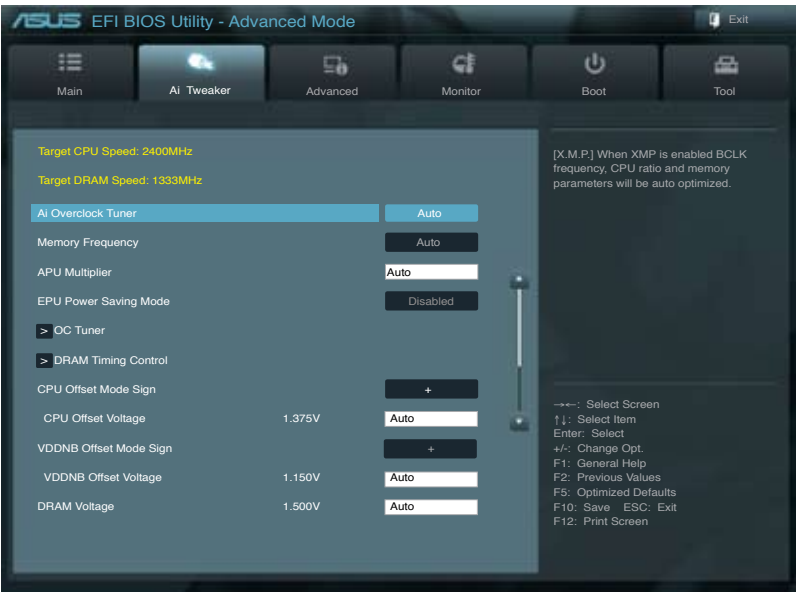 ASUS EFI BIOS Utility - Advanced Mode
Exit
Main
Ai Tweaker
Advanced
Monitor
Boot
Tool
Target CPU Speed: 2400MHz
Target DRAM Speed: 1333MHz
Ai Overclock Tuner Auto
Memory Frequency Auto
APU Multiplier Auto
EPU Power Saving Mode Disabled
> OC Tuner
> DRAM Timing Control
CPU Offset Mode Sign +
CPU Offset Voltage 1.375V Auto
VDDNB Offset Mode Sign +
VDDNB Offset Voltage 1.150V Auto
DRAM Voltage 1.500V Auto
[X.M.P.] When XMP is enabled BCLK
frequency, CPU ratio and memory
parameters will be auto optimized.
→←: Select Screen
↑↓: Select Item
Enter: Select
+/-: Change Opt.
F1: General Help
F2: Previous Values
F5: Optimized Defaults
F10: Save ESC: Exit
F12: Print Screen